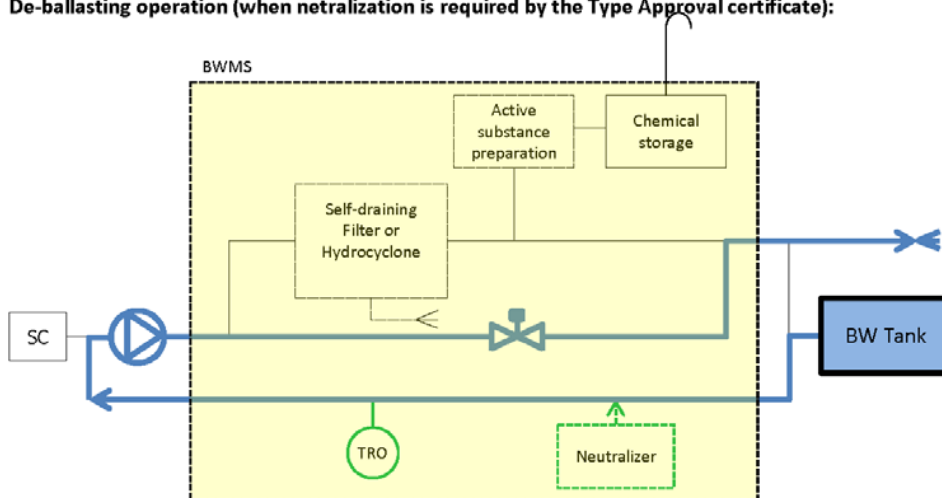 De-ballasting operation (when netralization is required by the Type Approval certificate):
BWMS
Active
substance
preparation
Chemical
storage
Self-draining
Filter or
Hydrocyclone
SC
BW Tank
TRO
Neutralizer